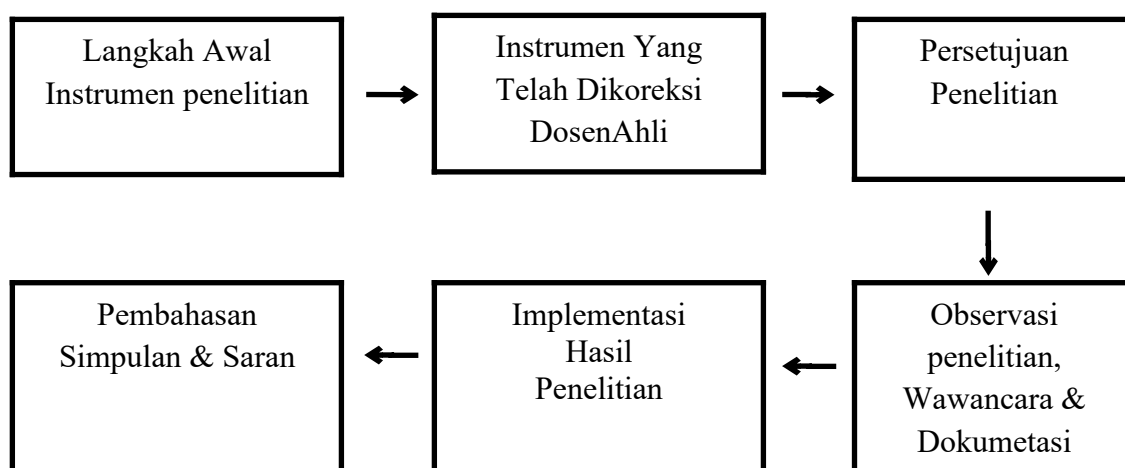 Langkah Awal
Instrumen penelitian
Instrumen Yang
Telah Dikoreksi
DosenAhli
Persetujuan
Penelitian
Observasi
penelitian,
Wawancara &
Dokumetasi
Implementasi
Hasil
Penelitian
Pembahasan
Simpulan & Saran